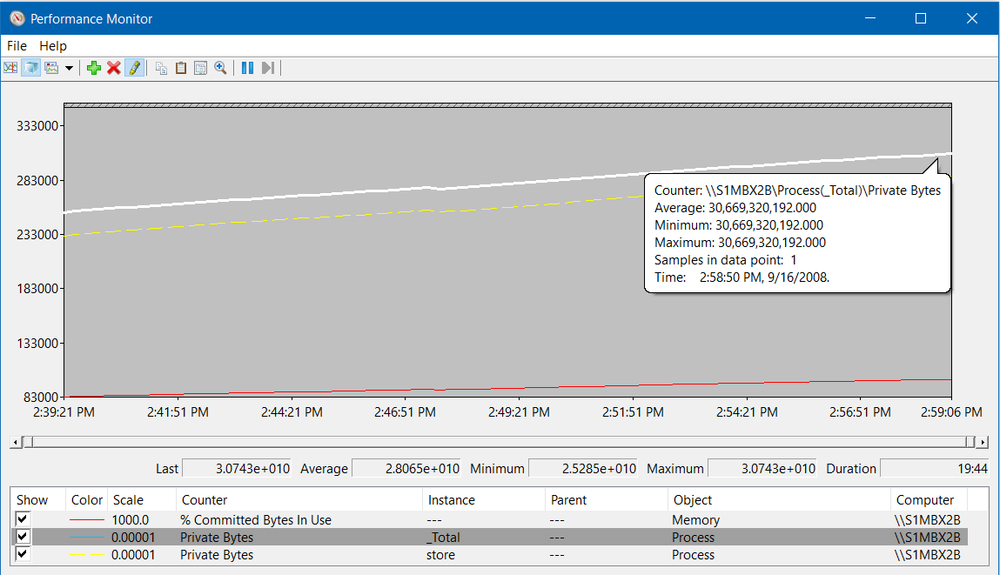 Performance Monitor
File Help
333000
283000
233000
183000
133000
83000
Counter: \\S1MBX2B\Process(_Total)\Private Bytes
Average: 30,669,320,192.000
Minimum: 30,669,320,192.000
Maximum: 30,669,320,192.000
Samples in data point: 1
Time: 2:58:50 PM, 9/16/2008.
2:39:21 PM 2:41:51 PM 2:44:21 PM 2:46:51 PM 2:49:21 PM 2:51:51 PM 2:54:21 PM 2:56:51 PM 2:59:06 PM
Last 3.0743e+010 Average 2.8065e+010 Minimum 2.5285e+010 Maximum 3.0743e+010 Duration 19:44
Show Color Scale Counter Instance Parent Object Computer
1000.0 % Committed Bytes In Use --- --- Memory \\S1MBX2B
0.00001 Private Bytes _Total --- Process \\S1MBX2B
0.00001 Private Bytes store --- Process \\S1MBX2B